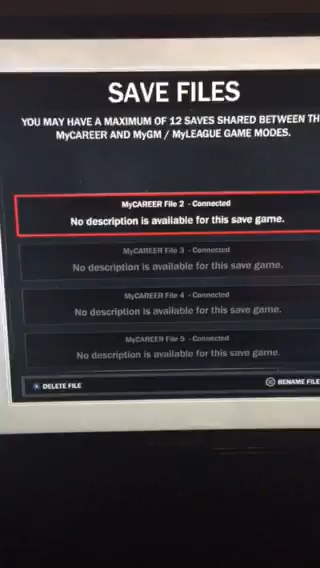 SAVE FILES
YOU MAY HAVE A MAXIMUM OF 12 SAVES SHARED BETWEEN TH
MyCAREER AND MyGM / MyLEAGUE GAME MODES.
MyCAREER File 2 - Connected
No description is available for this save game.
MyCAREER File 3 - Connected
No description is available for this save game.
MyCAREER File 4 - Connected
No description is available for this save game.
MyCAREER File 5 - Connected
No description is available for this save game.
DELETE FILE
RENAME FILE